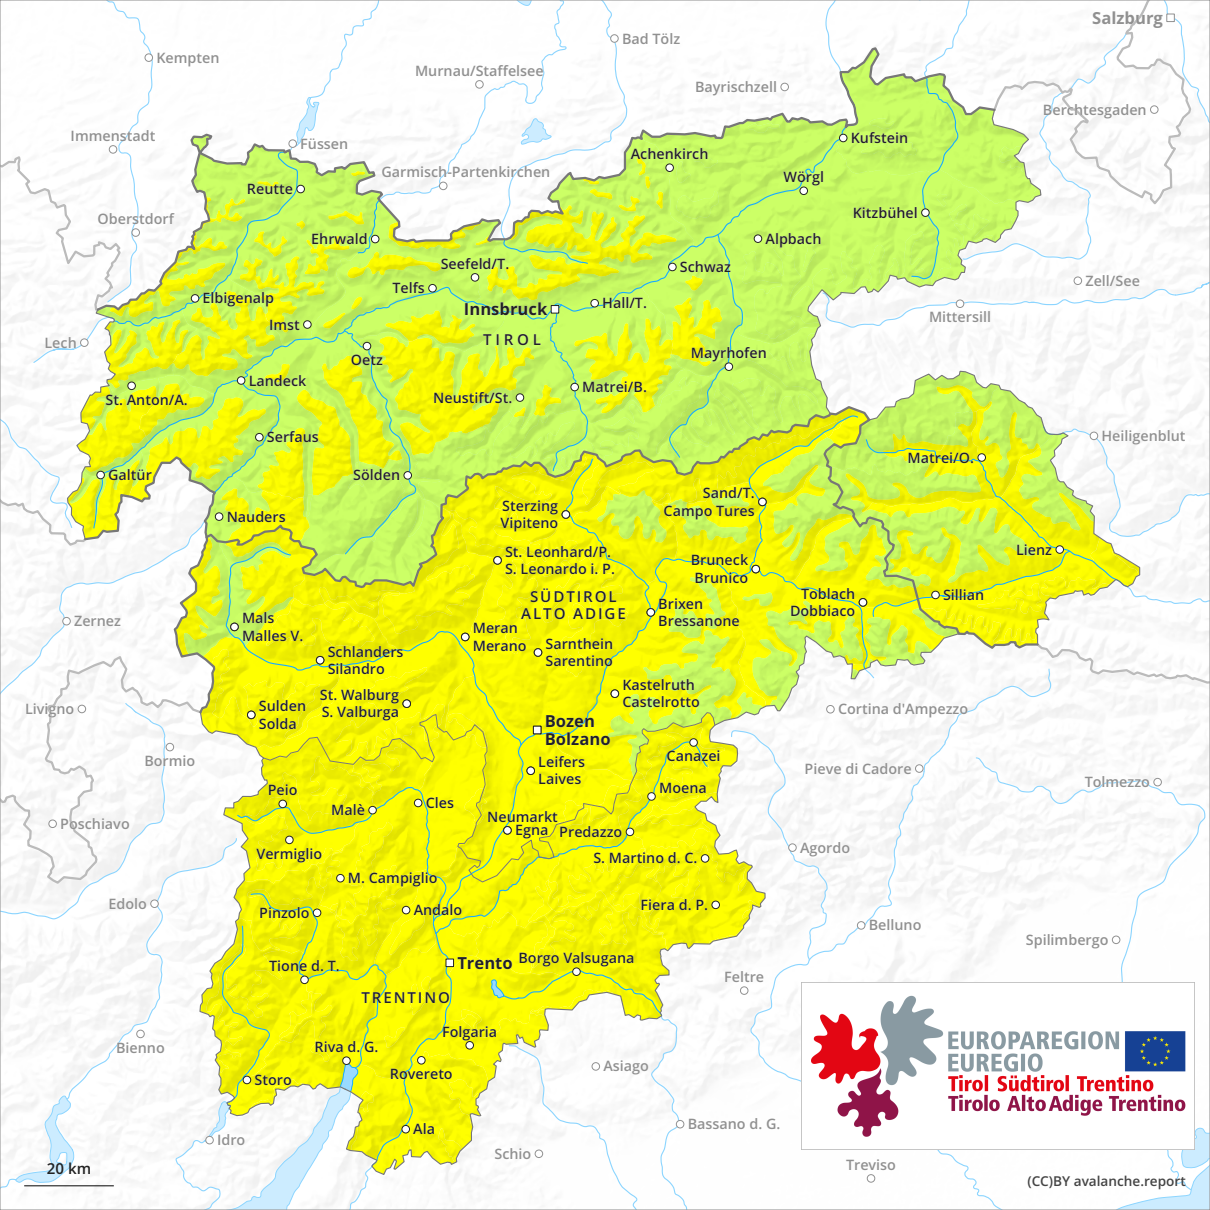 Salzburg
Bad Tölz
Kempten
Murnau/Staffelsee
Bayrischzell
Berchtesgaden
Immenstadt
Füssen
Kufstein
Achenkirch
Garmisch-Partenkirchen
Wörgl
Reutte
Oberstdorf
Kitzbühel
Ehrwald
Alpbach
Seefeld/T.
Schwaz
Zell/See
Telfs
Elbigenalp
Innsbruck
Hall/T.
Mittersill
Imst
TIROL
Lech
Oetz
Mayrhofen
Landeck
Matrei/B.
St. Anton/A.
Neustift/St.
Serfaus
Heiligenblut
Matrei/O.
Galtür
Sölden
Sand/T.
Campo Tures
Sterzing
Vipiteno
Nauders
Lienz
St. Leonhard/P.
S. Leonardo i. P.
Bruneck
Brunico
SÜDTIROL
ALTO ADIGE
Toblach
Dobbiaco
Sillian
Brixen
Bressanone
Zernez
Mals
Malles V.
Meran
Merano
Sarnthein
Sarentino
Schlanders
Silandro
Kastelruth
Castelrotto
St. Walburg
S. Valburga
Livigno
Sulden
Solda
Cortina d'Ampezzo
Bozen
Bolzano
Bormio
Canazei
Leifers
Laives
Pieve di Cadore
Tolmezzo
Peio
Moena
Malè
Cles
Neumarkt
Egna
Predazzo
Poschiavo
Vermiglio
S. Martino d. C.
Agordo
M. Campiglio
Edolo
Pinzolo
Andalo
Fiera d. P.
Belluno
Spilimbergo
Trento
Borgo Valsugana
Tione d. T.
Feltre
TRENTINO
Folgaria
EUROPAREGION
EUREGIO
Tirol Südtirol Trentino
Tirolo Alto Adige Trentino
Bienno
Riva d. G.
Rovereto
Asiago
Storo
Ala
Bassano d. G.
Idro
Schio
Treviso
20 km
(CC)BY avalanche.report